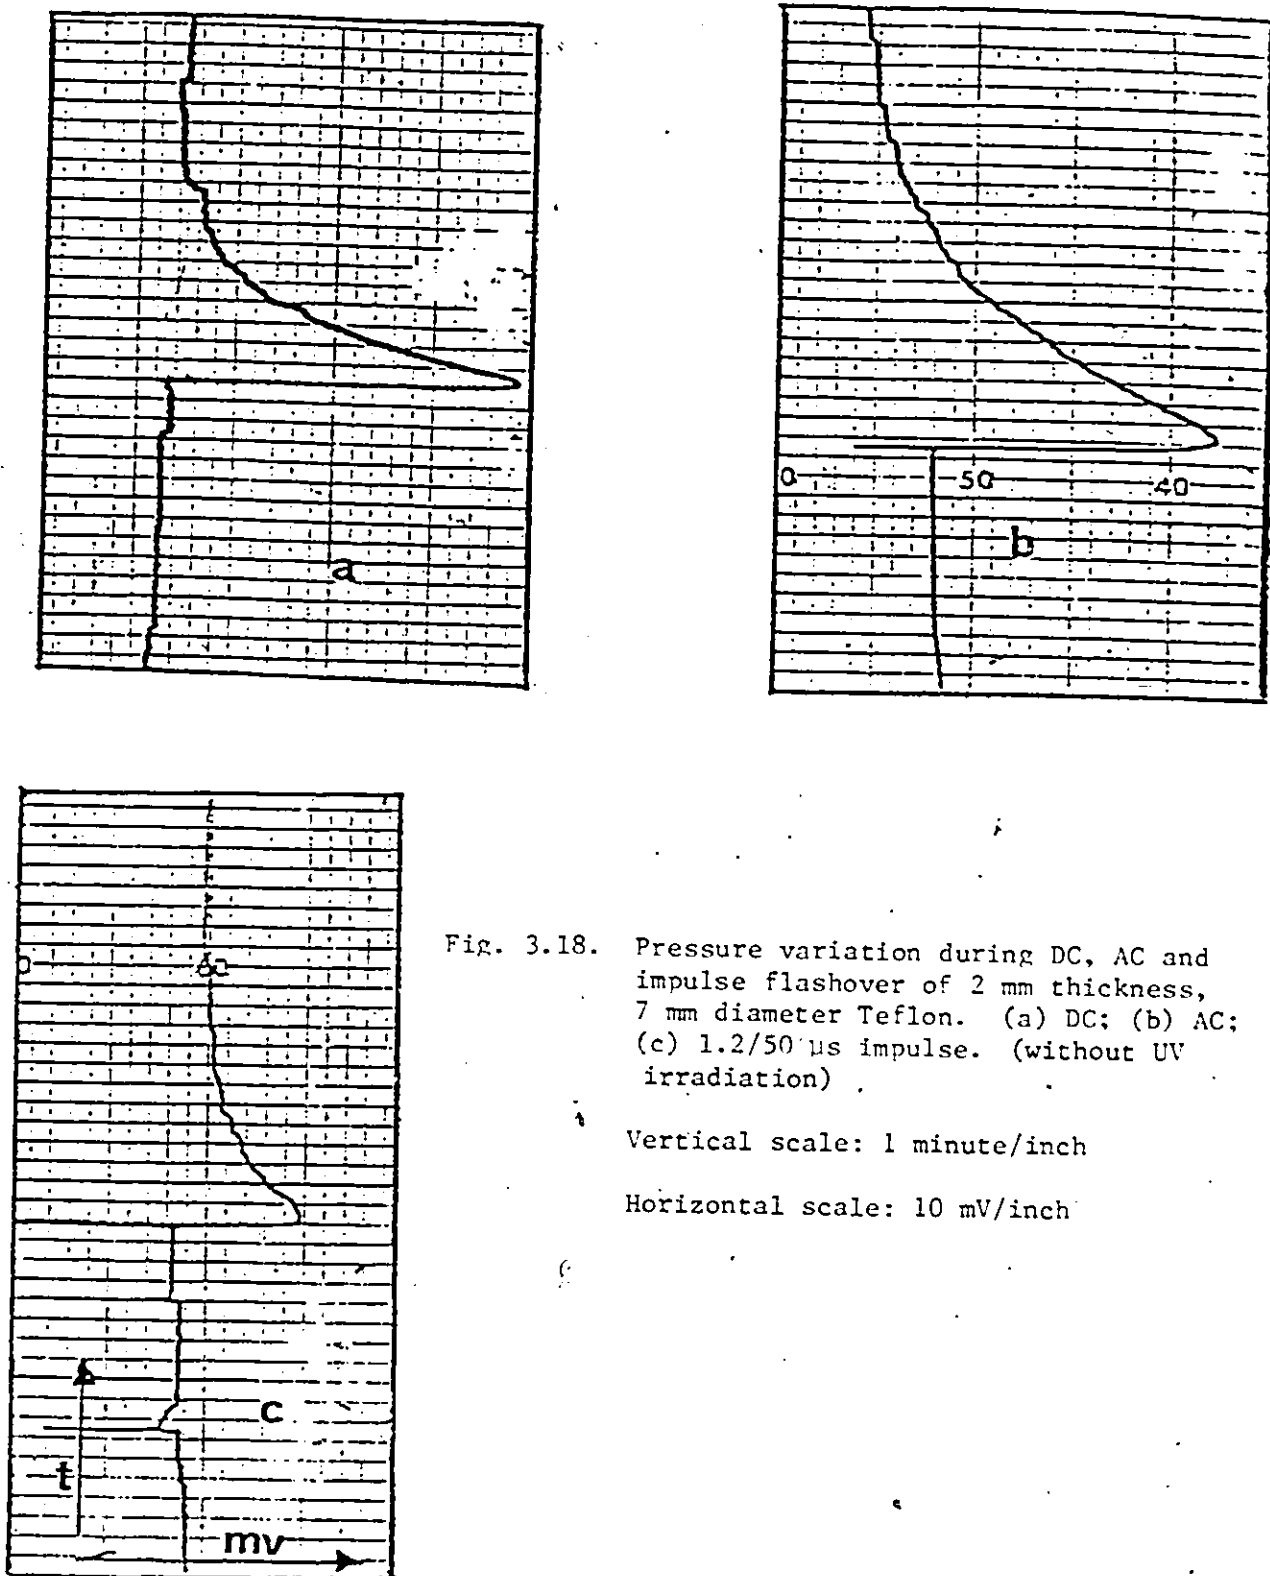 a
0 50 40
b
Fig. 3.18. Pressure variation during DC, AC and
impulse flashover of 2 mm thickness,
7 mm diameter Teflon. (a) DC; (b) AC;
(c) 1.2/50 μs impulse. (without UV
irradiation)
Vertical scale: 1 minute/inch
Horizontal scale: 10 mV/inch
c
t
mv